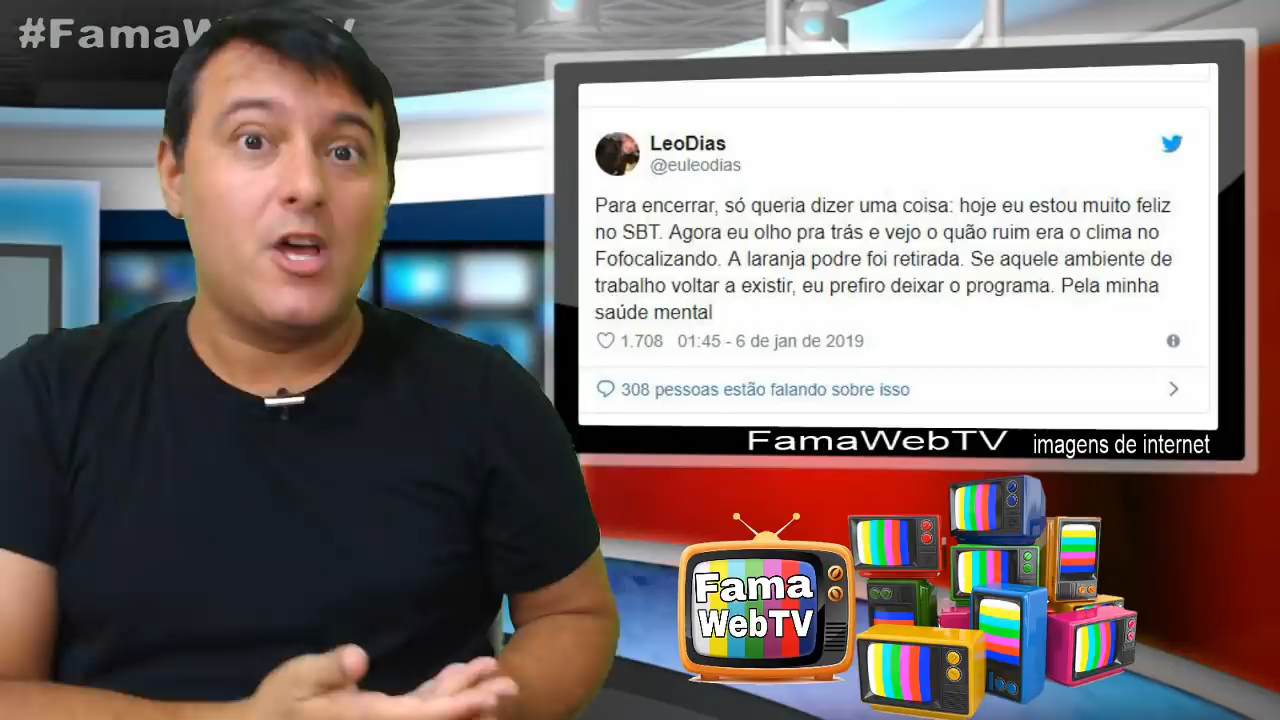 #FamaWebTV
LeoDias
@euleodias
Para encerrar, só queria dizer uma coisa: hoje eu estou muito feliz
no SBT. Agora eu olho pra trás e vejo o quão ruim era o clima no
Fofocalizando. A laranja podre foi retirada. Se aquele ambiente de
trabalho voltar a existir, eu prefiro deixar o programa. Pela minha
saúde mental
1.708 01:45 - 6 de jan de 2019
308 pessoas estão falando sobre isso
FamaWebTV imagens de internet
Fama
WebTV